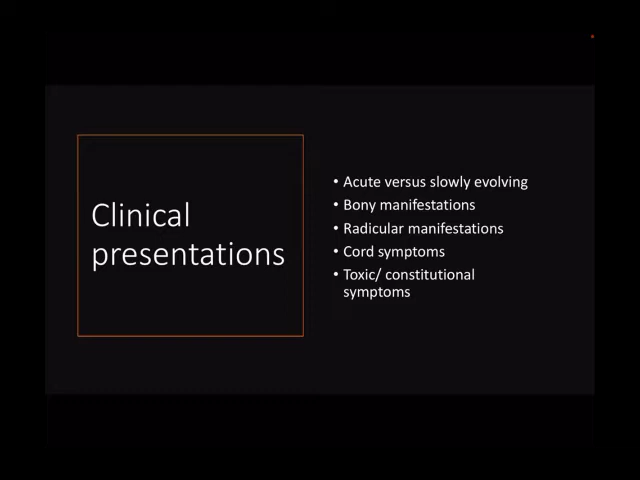 Clinical
presentations
• Acute versus slowly evolving
• Bony manifestations
• Radicular manifestations
• Cord symptoms
• Toxic/ constitutional
symptoms